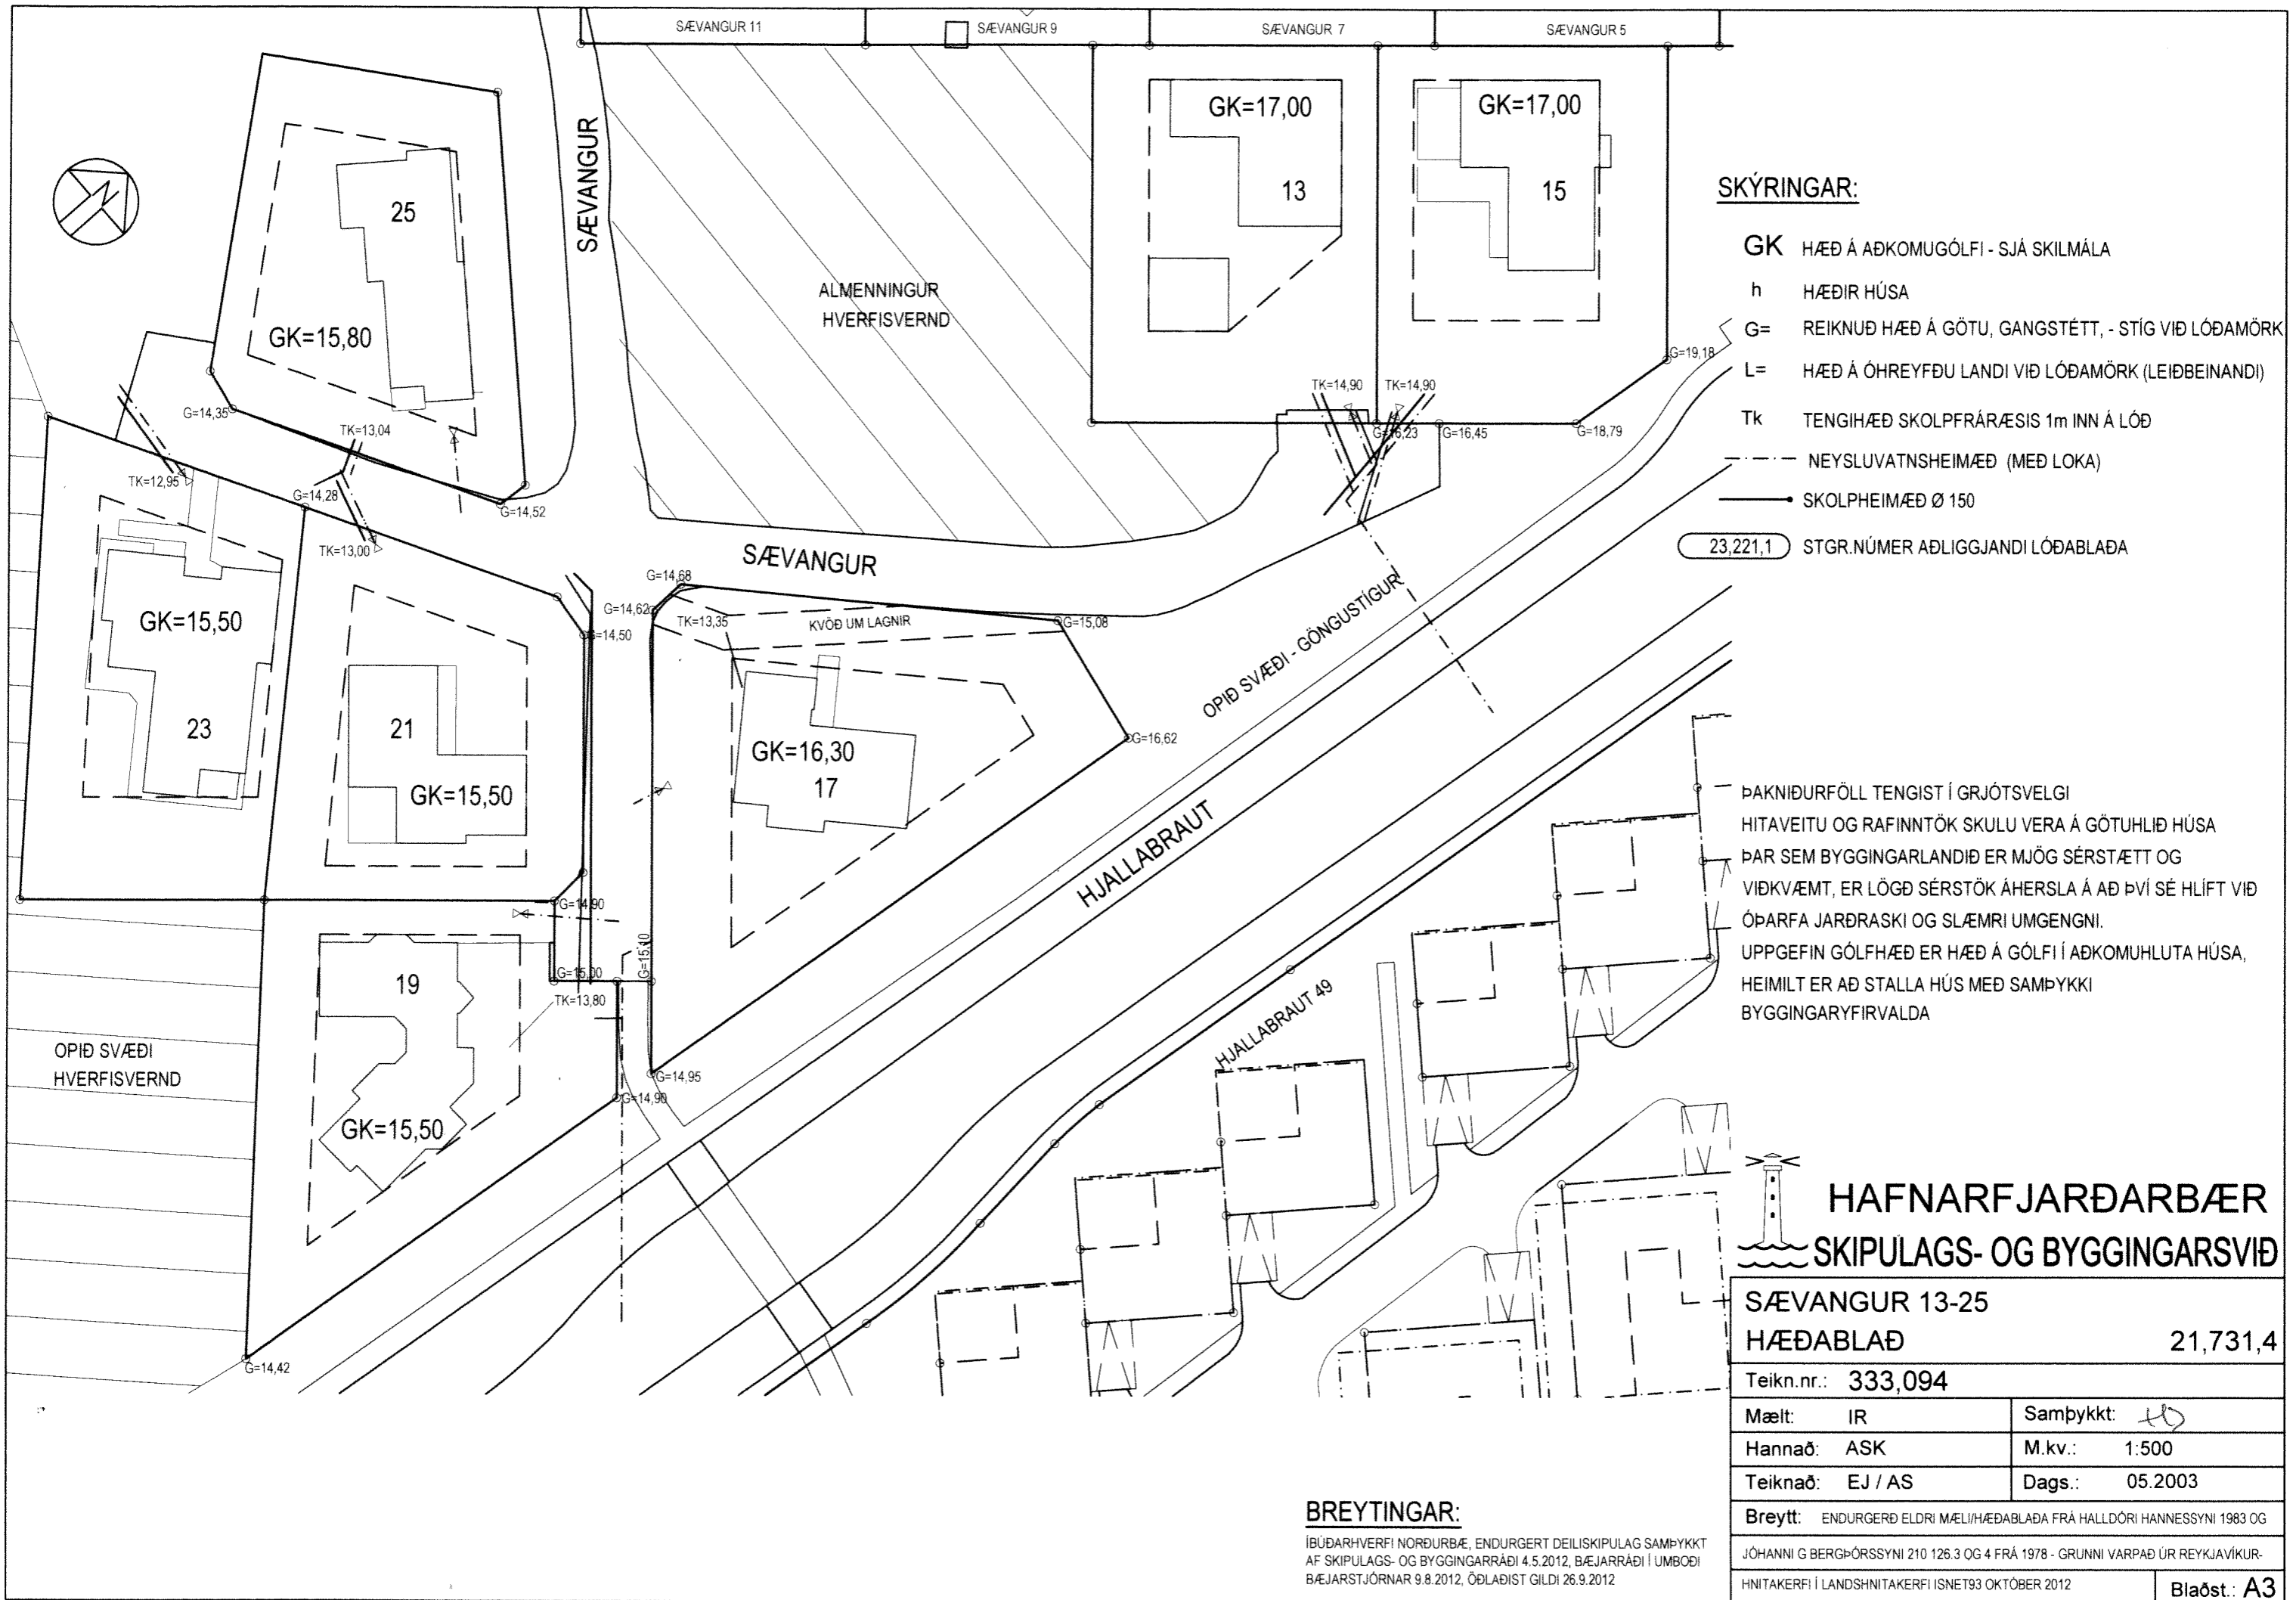 SÆVANGUR 11
SÆVANGUR 9
SÆVANGUR 7
SÆVANGUR 5
SÆVANGUR
25
GK=15,80
GK=17,00
13
GK=17,00
15
ALMENNINGUR
HVERFISVERND
SKÝRINGAR:
GK HÆÐ Á AÐKOMUGÓLFI - SJÁ SKILMÁLA
h HÆÐIR HÚSA
G= REIKNUÐ HÆÐ Á GÖTU, GANGSTÉTT, - STÍG VIÐ LÓÐAMÖRK
L= HÆÐ Á ÓHREYFÐU LANDI VIÐ LÓÐAMÖRK (LEIÐBEINANDI)
Tk TENGIHÆÐ SKOLPFRÁRÆSIS 1m INN Á LÓÐ
NEYSLUVATNSHEIMÆÐ (MEÐ LOKA)
SKOLPHEIMÆÐ Ø 150
23,221,1 STGR.NÚMER AÐLIGGJANDI LÓÐABLAÐA
G=19,18
TK=14,90
TK=14,90
G=16,23
G=16,45
G=18,79
G=14,35
TK=13,04
TK=12,95
G=14,28
G=14,52
TK=13,00
SÆVANGUR
G=14,68
G=14,62
G=14,50
TK=13,35
KVÖÐ UM LAGNIR
G=15,08
OPIÐ SVÆÐI - GÖNGUSTÍGUR
GK=15,50
23
21
GK=15,50
GK=16,30
17
G=16,62
HJALLABRAUT
G=14,90
G=15,10
G=15,00
TK=13,80
19
GK=15,50
OPIÐ SVÆÐI
HVERFISVERND
G=14,95
G=14,90
G=14,42
HJALLABRAUT 49
ÞAKNIÐURFÖLL TENGIST Í GRJÓTSVELGI
HITAVEITU OG RAFINNTÖK SKULU VERA Á GÖTUHLIÐ HÚSA
ÞAR SEM BYGGINGARLANDIÐ ER MJÖG SÉRSTÆTT OG
VIÐKVÆMT, ER LÖGÐ SÉRSTÖK ÁHERSLA Á AÐ ÞVÍ SÉ HLÍFT VIÐ
ÓÞARFA JARÐRASKI OG SLÆMRI UMGENGNI.
UPPGEFIN GÓLFHÆÐ ER HÆÐ Á GÓLFI Í AÐKOMUHLUTA HÚSA,
HEIMILT ER AÐ STALLA HÚS MEÐ SAMÞYKKI
BYGGINGARYFIRVALDA
HAFNARFJARÐARBÆR
SKIPULAGS- OG BYGGINGARSVIÐ
SÆVANGUR 13-25
HÆÐABLAÐ 21,731,4
Teikn.nr.: 333,094
Mælt: IR Samþykkt:
Hannað: ASK M.kv.: 1:500
Teiknað: EJ / AS Dags.: 05.2003
Breytt: ENDURGERÐ ELDRI MÆLI/HÆÐABLAÐA FRÁ HALLDÓRI HANNESSYNI 1983 OG
JÓHANNI G BERGÞÓRSSYNI 210 126.3 OG 4 FRÁ 1978 - GRUNNI VARPAÐ ÚR REYKJAVÍKUR-
HNITAKERFI Í LANDSHNITAKERFI ISNET93 OKTÓBER 2012
Blaðst.: A3
BREYTINGAR:
ÍBÚÐARHVERFI NORÐURBÆ, ENDURGERT DEILISKIPULAG SAMÞYKKT
AF SKIPULAGS- OG BYGGINGARRÁÐI 4.5.2012, BÆJARRÁÐI Í UMBOÐI
BÆJARSTJÓRNAR 9.8.2012, ÖÐLAÐIST GILDI 26.9.2012